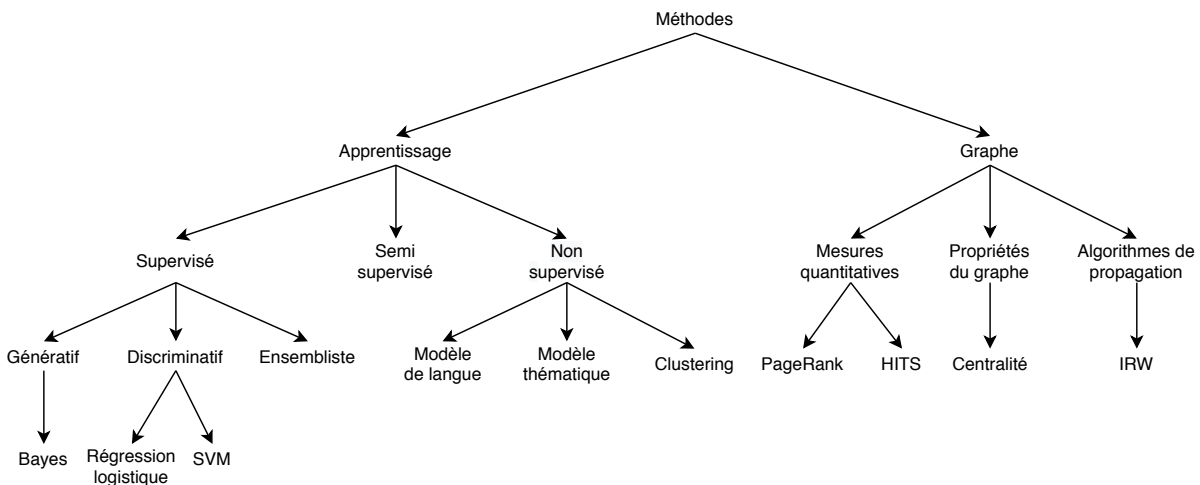 Méthodes
Apprentissage
Graphe
Supervisé
Semi
supervisé
Non
supervisé
Mesures
quantitatives
Propriétés
du graphe
Algorithmes de
propagation
Génératif
Discriminatif
Ensembliste
Modèle
de langue
Modèle
thématique
Clustering
PageRank
HITS
Centralité
IRW
Bayes
Régression
logistique
SVM